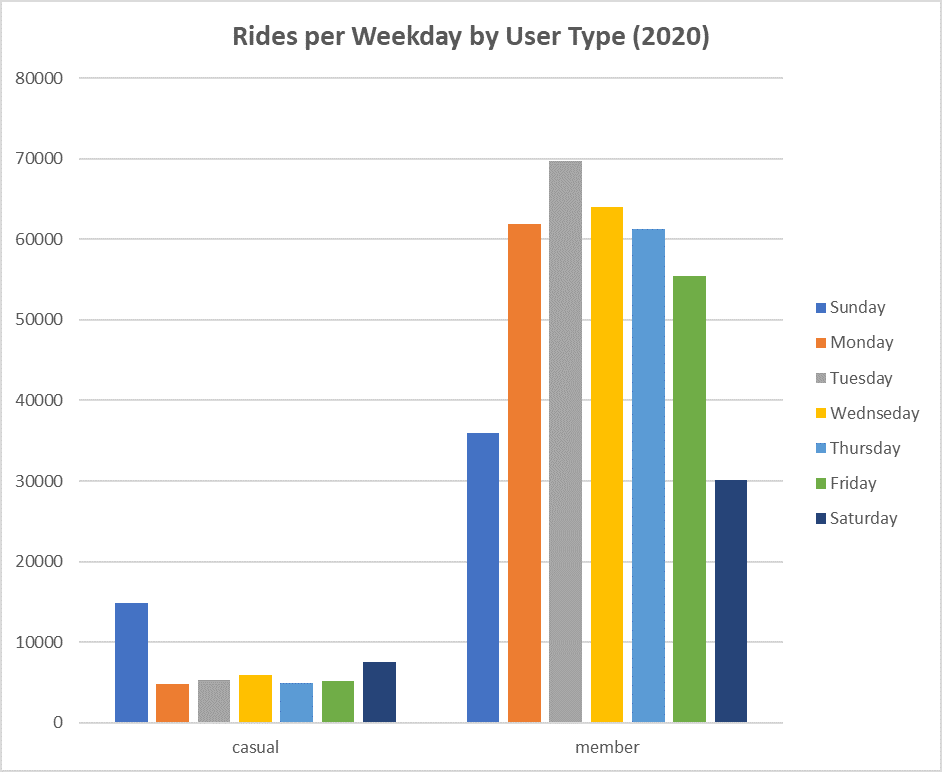 Rides per Weekday by User Type (2020)
80000
70000
60000
50000
40000
30000
20000
10000
0
casual
member
Sunday
Monday
Tuesday
Wednseday
Thursday
Friday
Saturday